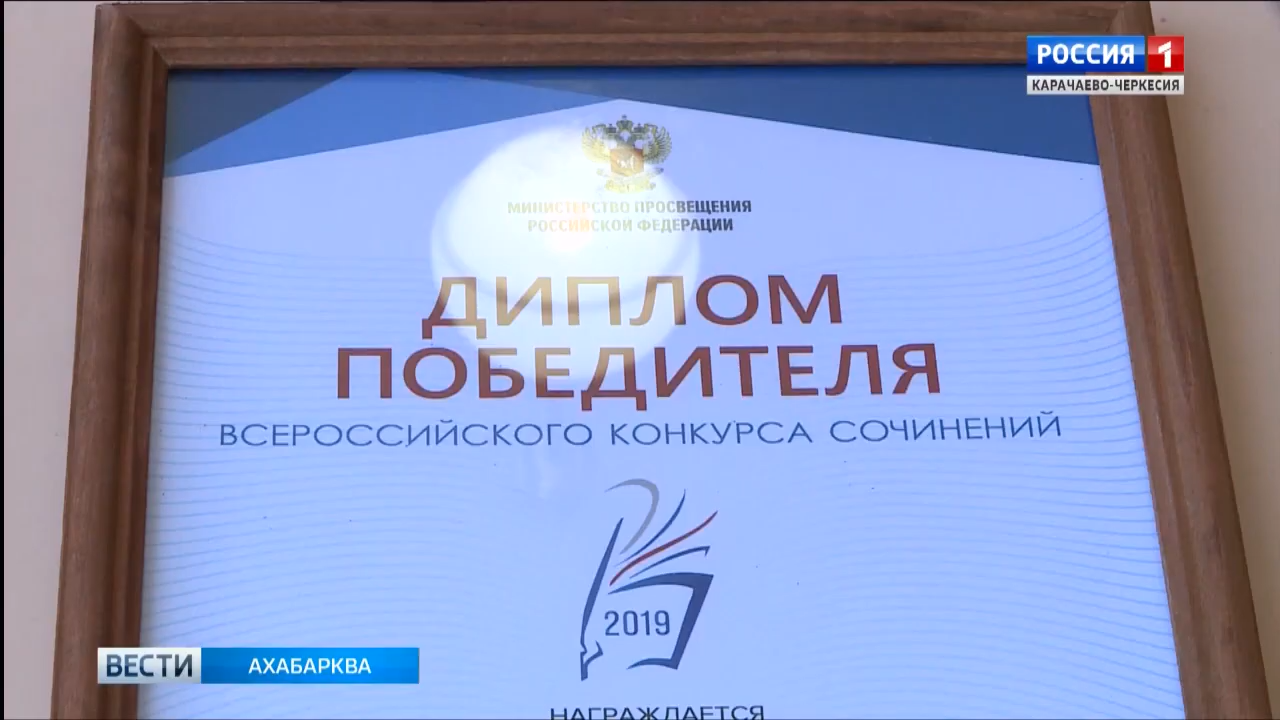 РОССИЯ 1
КАРАЧАЕВО-ЧЕРКЕСИЯ
МИНИСТЕРСТВО ПРОСВЕЩЕНИЯ
РОССИЙСКОЙ ФЕДЕРАЦИИ
ДИПЛОМ
ПОБЕДИТЕЛЯ
ВСЕРОССИЙСКОГО КОНКУРСА СОЧИНЕНИЙ
2019
ВЕСТИ АХАБАРКВА
НАГРАЖДАЕТСЯ